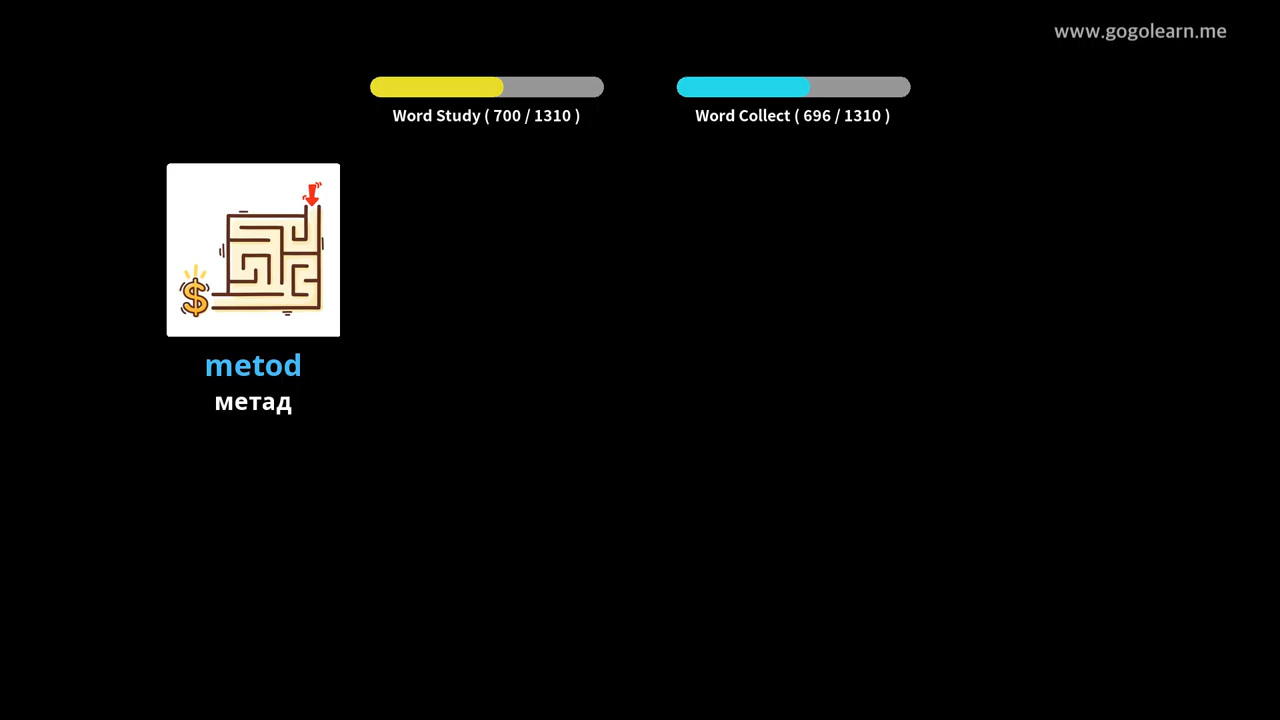 www.gogolearn.me
Word Study ( 700 / 1310 )
Word Collect ( 696 / 1310 )
$
metod
метад